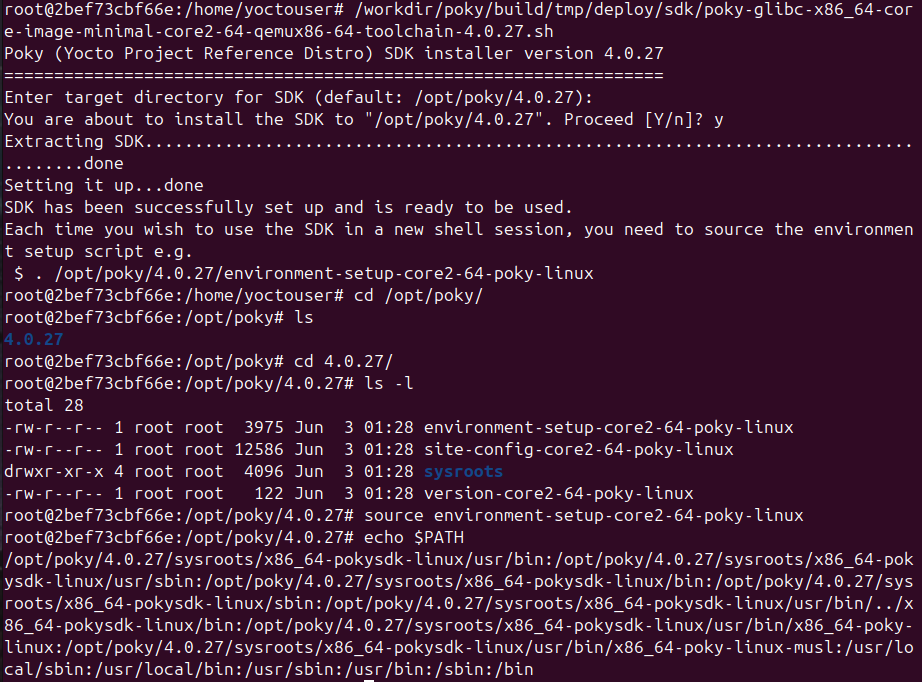 root@2bef73cbf66e:/home/yoctouser# /workdir/poky/build/tmp/deploy/sdk/poky-glibc-x86_64-cor
e-image-minimal-core2-64-qemux86-64-toolchain-4.0.27.sh
Poky (Yocto Project Reference Distro) SDK installer version 4.0.27
==================================================================
Enter target directory for SDK (default: /opt/poky/4.0.27):
You are about to install the SDK to "/opt/poky/4.0.27". Proceed [Y/n]? y
Extracting SDK.............................................................................
........done
Setting it up...done
SDK has been successfully set up and is ready to be used.
Each time you wish to use the SDK in a new shell session, you need to source the environmen
t setup script e.g.
 $ . /opt/poky/4.0.27/environment-setup-core2-64-poky-linux
root@2bef73cbf66e:/home/yoctouser# cd /opt/poky/
root@2bef73cbf66e:/opt/poky# ls
4.0.27
root@2bef73cbf66e:/opt/poky# cd 4.0.27/
root@2bef73cbf66e:/opt/poky/4.0.27# ls -l
total 28
-rw-r--r-- 1 root root  3975 Jun  3 01:28 environment-setup-core2-64-poky-linux
-rw-r--r-- 1 root root 12586 Jun  3 01:28 site-config-core2-64-poky-linux
drwxr-xr-x 4 root root  4096 Jun  3 01:28 sysroots
-rw-r--r-- 1 root root   122 Jun  3 01:28 version-core2-64-poky-linux
root@2bef73cbf66e:/opt/poky/4.0.27# source environment-setup-core2-64-poky-linux
root@2bef73cbf66e:/opt/poky/4.0.27# echo $PATH
/opt/poky/4.0.27/sysroots/x86_64-pokysdk-linux/usr/bin:/opt/poky/4.0.27/sysroots/x86_64-pok
ysdk-linux/usr/sbin:/opt/poky/4.0.27/sysroots/x86_64-pokysdk-linux/bin:/opt/poky/4.0.27/sys
roots/x86_64-pokysdk-linux/sbin:/opt/poky/4.0.27/sysroots/x86_64-pokysdk-linux/usr/bin/../x
86_64-pokysdk-linux/bin:/opt/poky/4.0.27/sysroots/x86_64-pokysdk-linux/usr/bin/x86_64-poky-
linux:/opt/poky/4.0.27/sysroots/x86_64-pokysdk-linux/usr/bin/x86_64-poky-linux-musl:/usr/lo
cal/sbin:/usr/local/bin:/usr/sbin:/usr/bin:/sbin:/bin